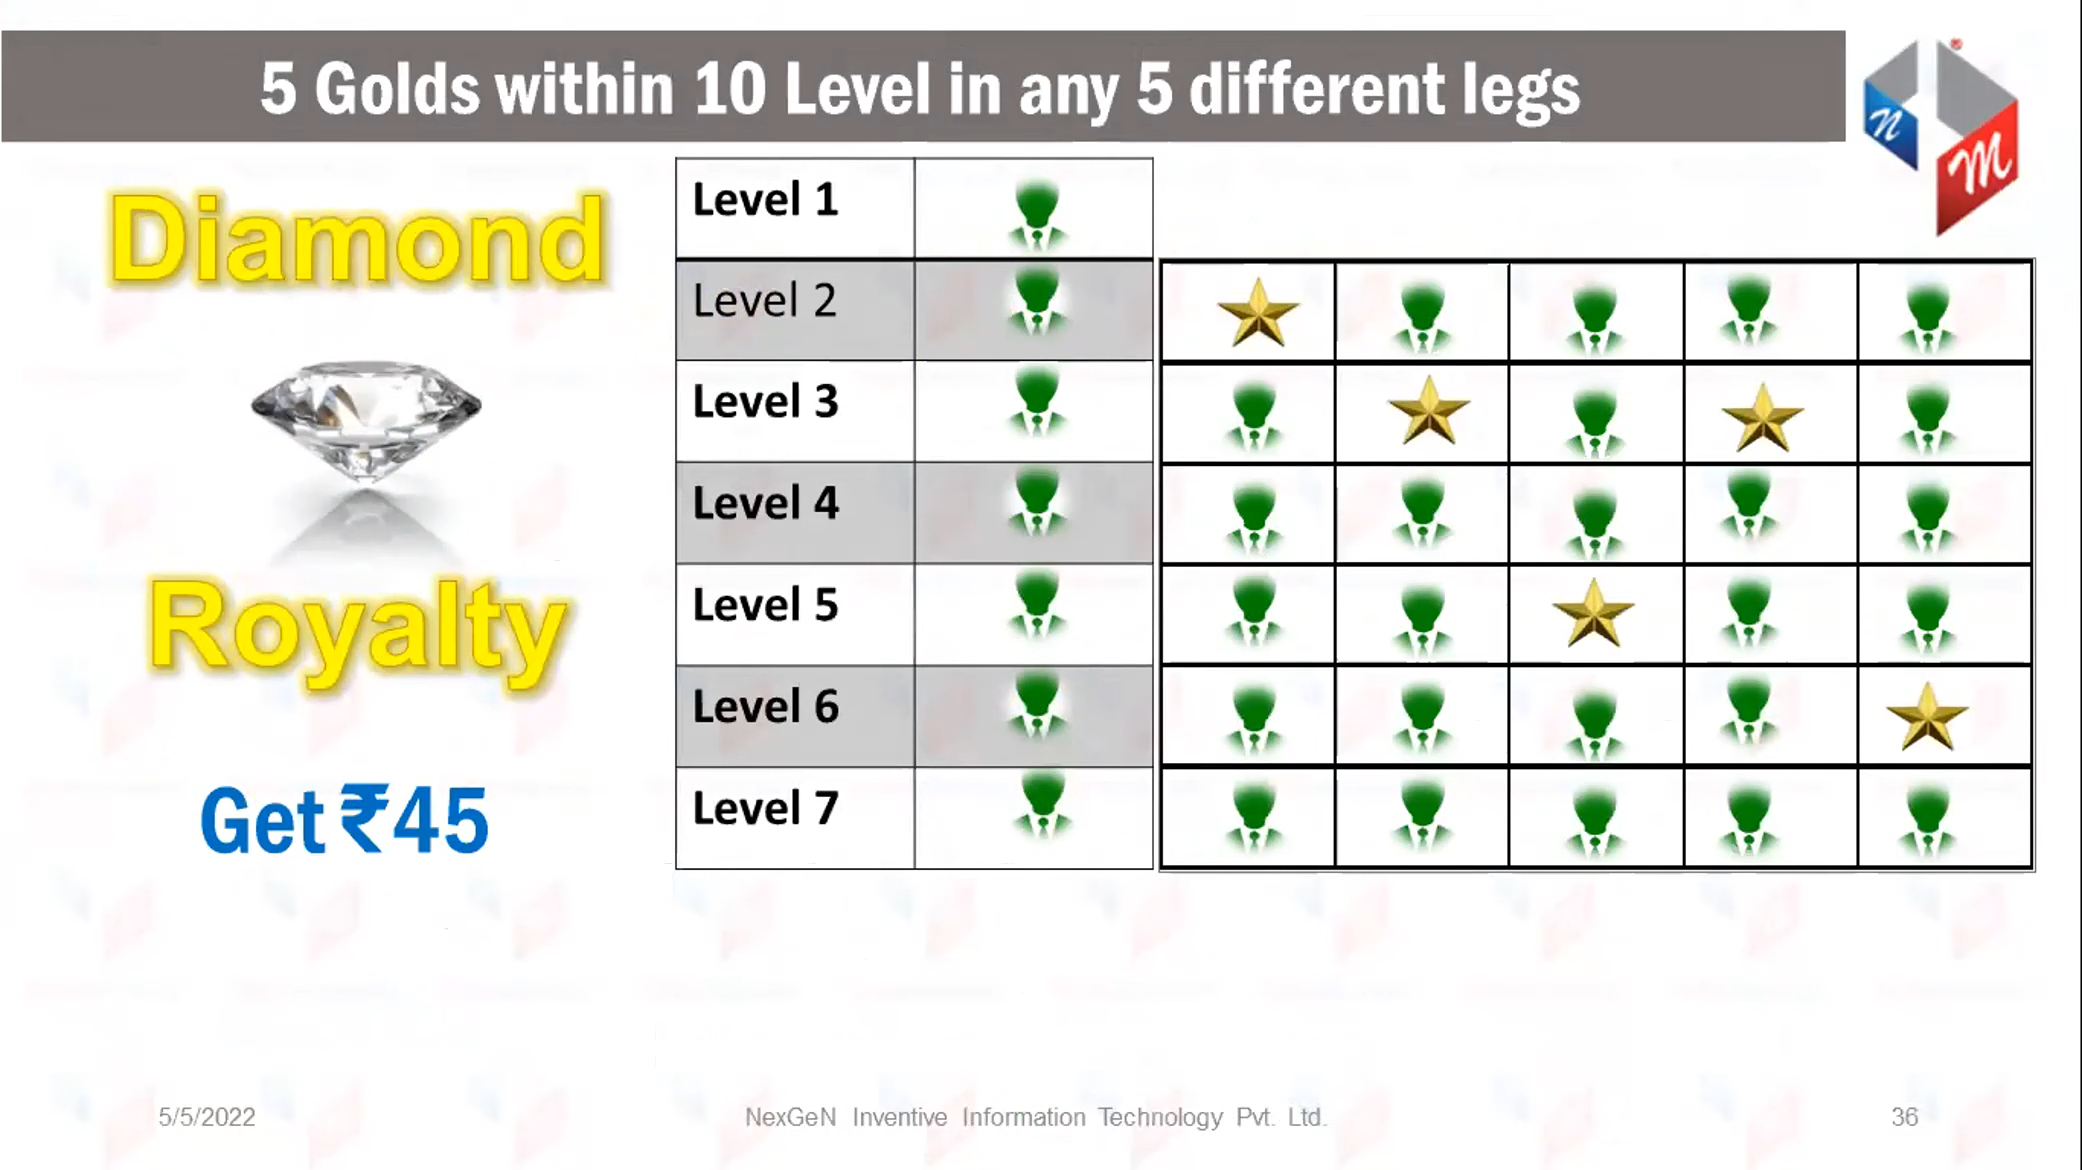 5 Golds within 10 Level in any 5 different legs
n
m
®
Diamond
Royalty
Get ₹45
Level 1
Level 2
Level 3
Level 4
Level 5
Level 6
Level 7
5/5/2022
NexGeN Inventive Information Technology Pvt. Ltd.
36